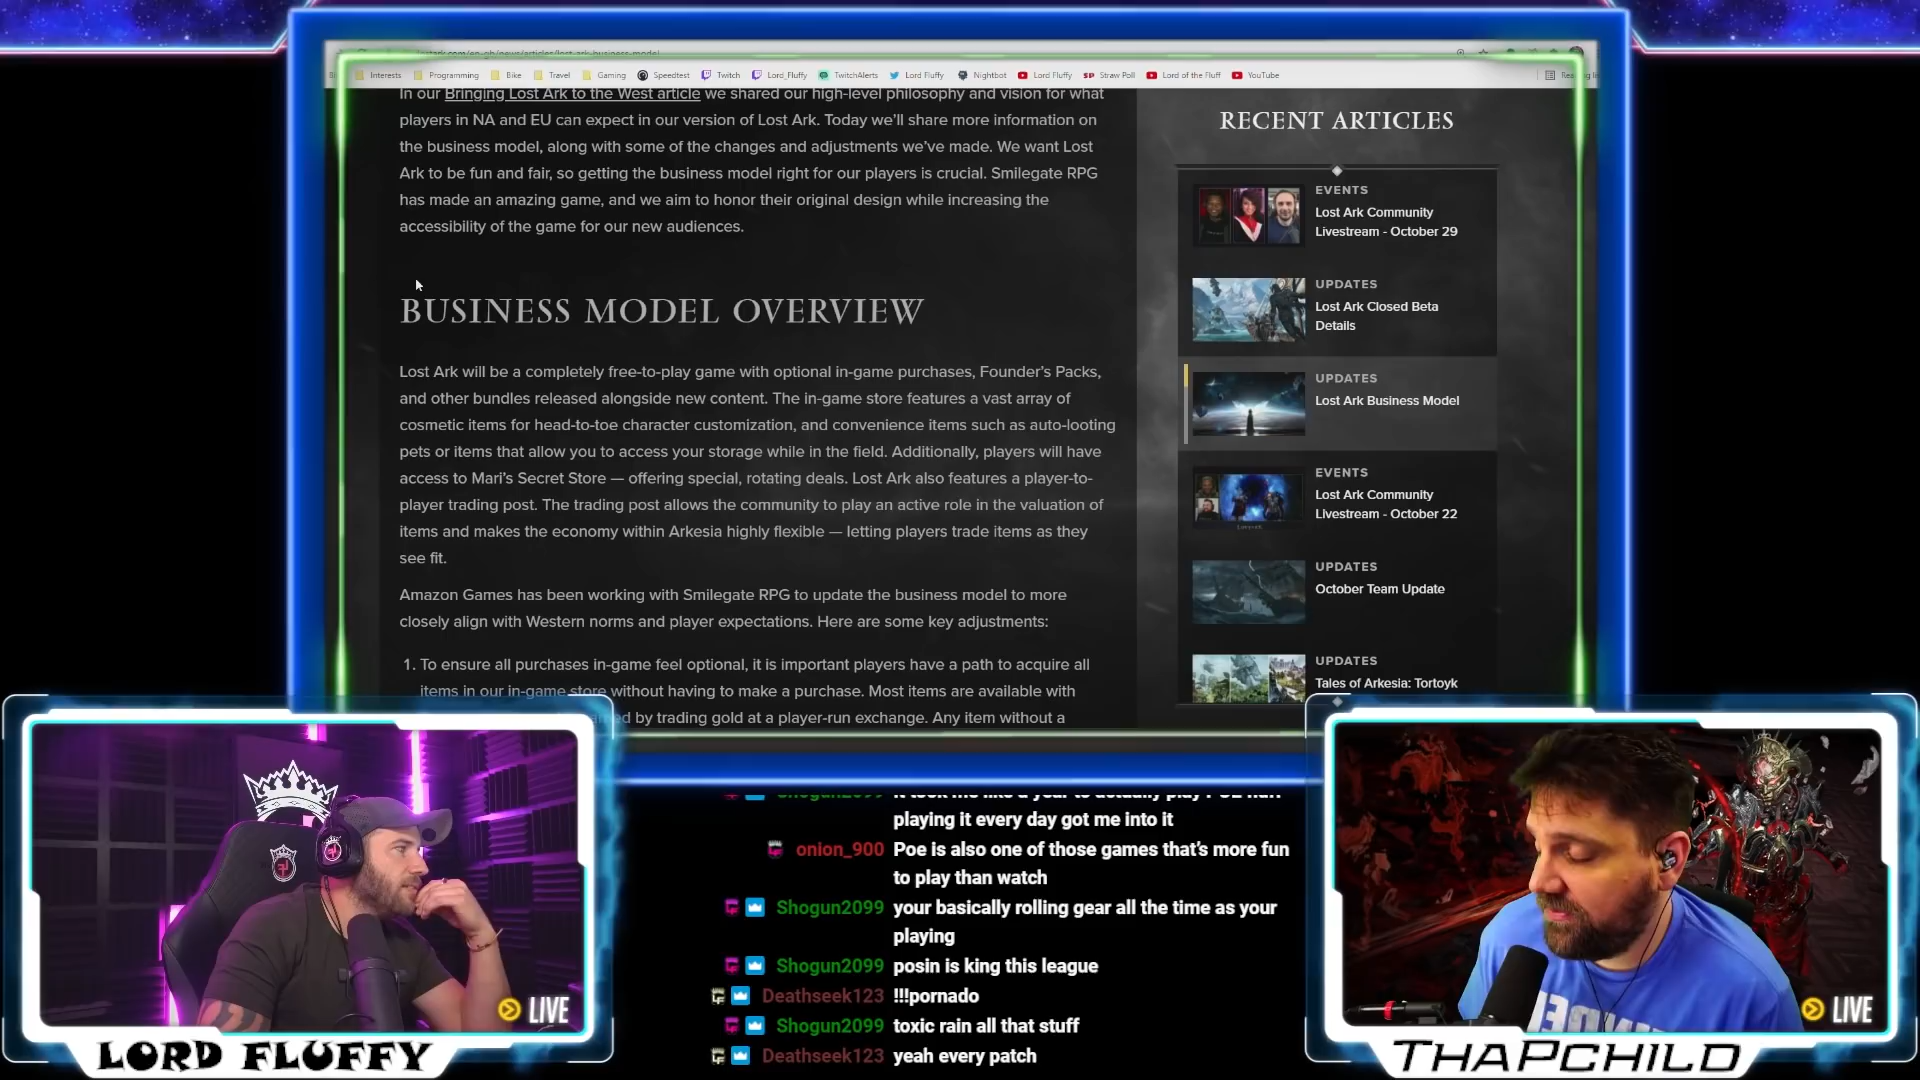 Interests Programming Bike Travel Gaming Speedtest Twitch Lord_Fluffy TwitchAlerts Lord Fluffy Nightbot Lord Fluffy Straw Poll Lord of the Fluff YouTube
In our Bringing Lost Ark to the West article we shared our high-level philosophy and vision for what
players in NA and EU can expect in our version of Lost Ark. Today we'll share more information on
the business model, along with some of the changes and adjustments we've made. We want Lost
Ark to be fun and fair, so getting the business model right for our players is crucial. Smilegate RPG
has made an amazing game, and we aim to honor their original design while increasing the
accessibility of the game for our new audiences.
BUSINESS MODEL OVERVIEW
Lost Ark will be a completely free-to-play game with optional in-game purchases, Founder's Packs,
and other bundles released alongside new content. The in-game store features a vast array of
cosmetic items for head-to-toe character customization, and convenience items such as auto-looting
pets or items that allow you to access your storage while in the field. Additionally, players will have
access to Mari's Secret Store — offering special, rotating deals. Lost Ark also features a player-to-
player trading post. The trading post allows the community to play an active role in the valuation of
items and makes the economy within Arkesia highly flexible — letting players trade items as they
see fit.
Amazon Games has been working with Smilegate RPG to update the business model to more
closely align with Western norms and player expectations. Here are some key adjustments:
1. To ensure all purchases in-game feel optional, it is important players have a path to acquire all
items in our in-game store without having to make a purchase. Most items are available with
by trading gold at a player-run exchange. Any item without a
RECENT ARTICLES
EVENTS
Lost Ark Community
Livestream - October 29
UPDATES
Lost Ark Closed Beta
Details
UPDATES
Lost Ark Business Model
EVENTS
Lost Ark Community
Livestream - October 22
UPDATES
October Team Update
UPDATES
Tales of Arkesia: Tortoyk
playing it every day got me into it
onion_900 Poe is also one of those games that's more fun
to play than watch
Shogun2099 your basically rolling gear all the time as your
playing
Shogun2099 posin is king this league
Deathseek123 !!!pornado
Shogun2099 toxic rain all that stuff
Deathseek123 yeah every patch
LIVE
LORD FLUFFY
LIVE
THAPCHILD